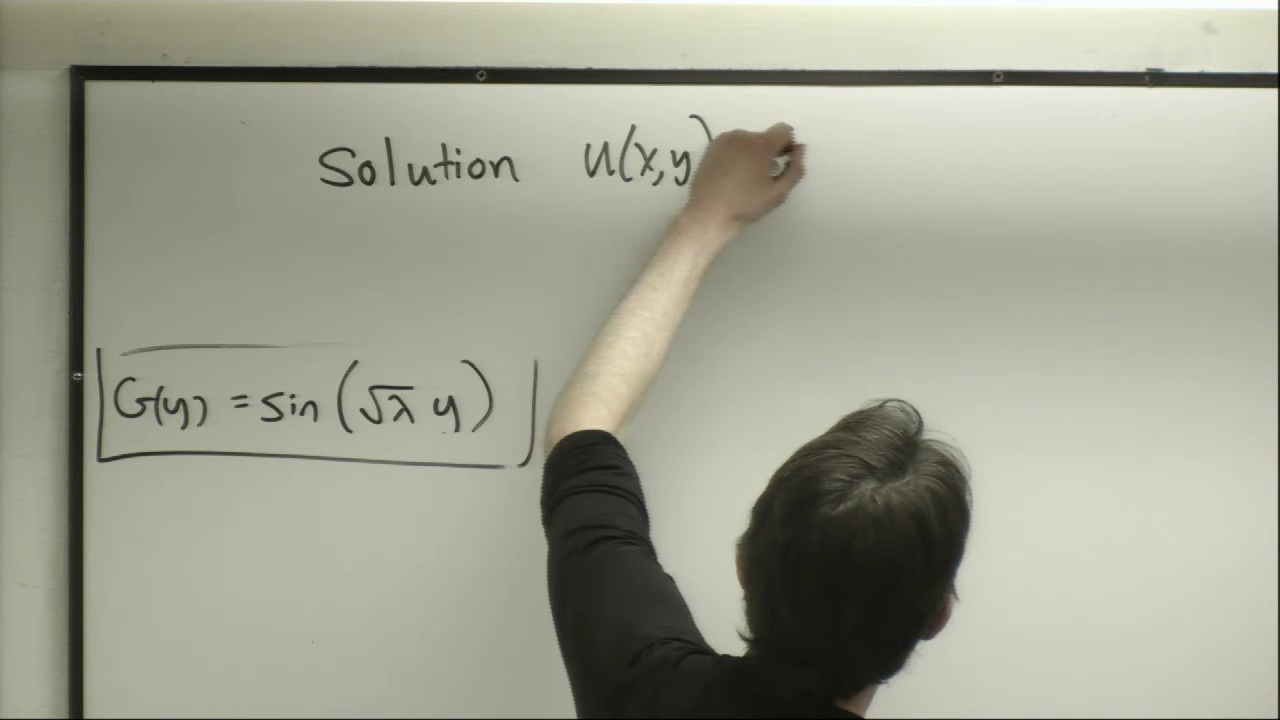 Solution u(x,y)
G(y) = sin (√λ y)